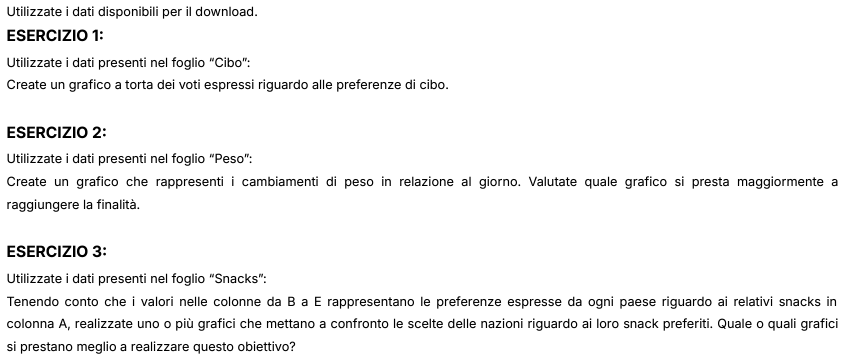 Utilizzate i dati disponibili per il download.
ESERCIZIO 1:
Utilizzate i dati presenti nel foglio “Cibo”:
Create un grafico a torta dei voti espressi riguardo alle preferenze di cibo.
ESERCIZIO 2:
Utilizzate i dati presenti nel foglio “Peso”:
Create un grafico che rappresenti i cambiamenti di peso in relazione al giorno. Valutate quale grafico si presta maggiormente a
raggiungere la finalità.
ESERCIZIO 3:
Utilizzate i dati presenti nel foglio “Snacks”:
Tenendo conto che i valori nelle colonne da B a E rappresentano le preferenze espresse da ogni paese riguardo ai relativi snacks in
colonna A, realizzate uno o più grafici che mettano a confronto le scelte delle nazioni riguardo ai loro snack preferiti. Quale o quali grafici
si prestano meglio a realizzare questo obiettivo?